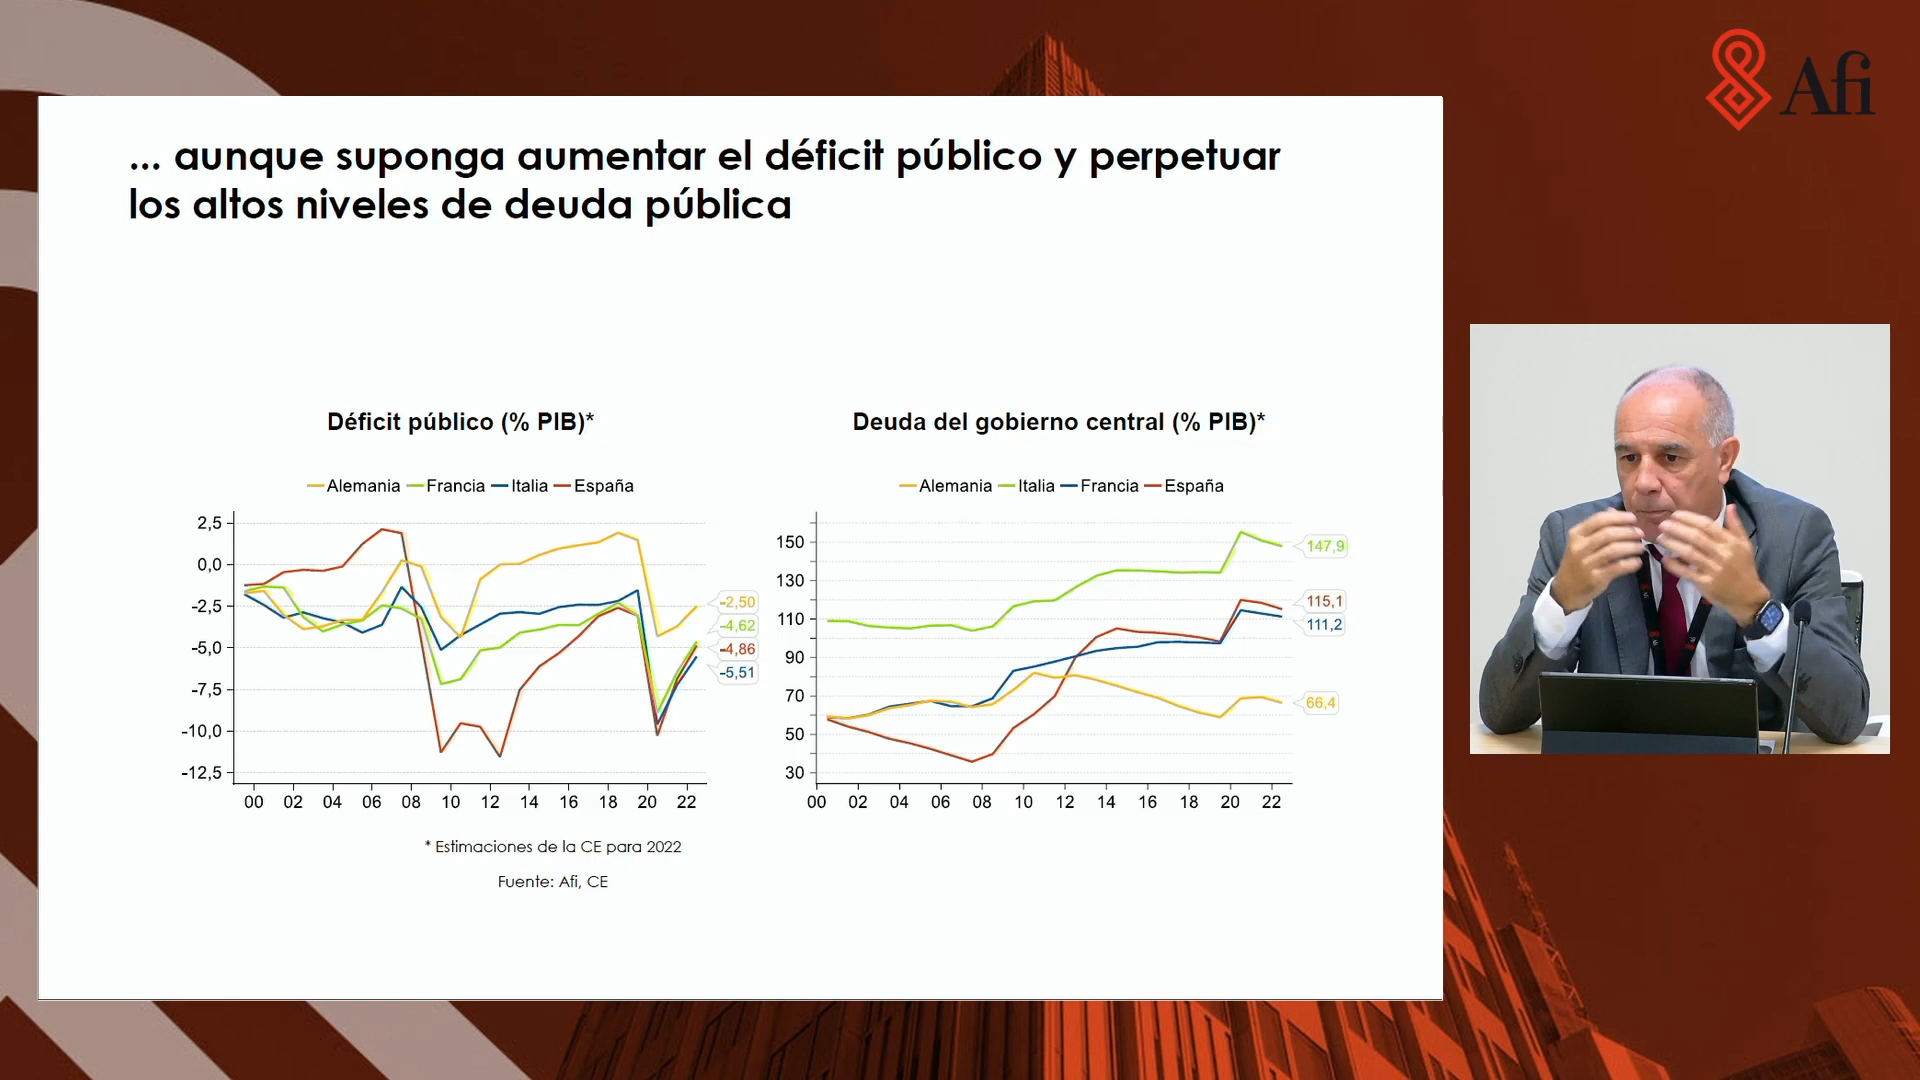 Afi
... aunque suponga aumentar el déficit público y perpetuar
los altos niveles de deuda pública
Déficit público (% PIB)*
Alemania Francia Italia España
2,5
0,0
-2,5
-5,0
-7,5
-10,0
-12,5
-2,50
-4,62
-4,86
-5,51
00 02 04 06 08 10 12 14 16 18 20 22
Deuda del gobierno central (% PIB)*
Alemania Italia Francia España
150
130
110
90
70
50
30
147,9
115,1
111,2
66,4
00 02 04 06 08 10 12 14 16 18 20 22
* Estimaciones de la CE para 2022
Fuente: Afi, CE